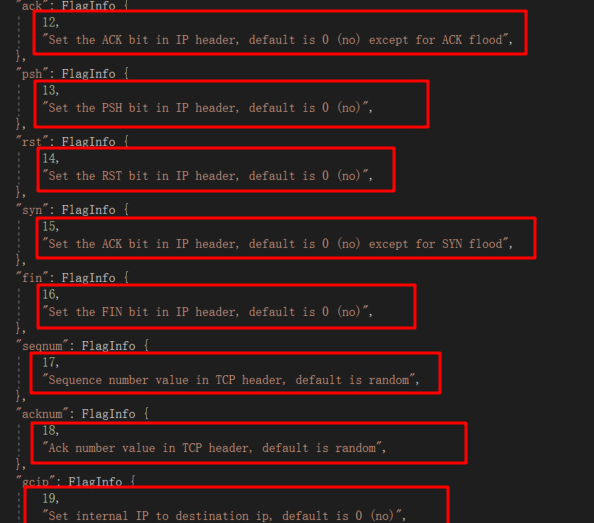 "ack": FlagInfo {
12,
"Set the ACK bit in IP header, default is 0 (no) except for ACK flood",
},
"psh": FlagInfo {
13,
"Set the PSH bit in IP header, default is 0 (no)",
},
"rst": FlagInfo {
14,
"Set the RST bit in IP header, default is 0 (no)",
},
"syn": FlagInfo {
15,
"Set the ACK bit in IP header, default is 0 (no) except for SYN flood",
},
"fin": FlagInfo {
16,
"Set the FIN bit in IP header, default is 0 (no)",
},
"seqnum": FlagInfo {
17,
"Sequence number value in TCP header, default is random",
},
"acknum": FlagInfo {
18,
"Ack number value in TCP header, default is random",
},
"gcip": FlagInfo {
19,
"Set internal IP to destination ip, default is 0 (no)",